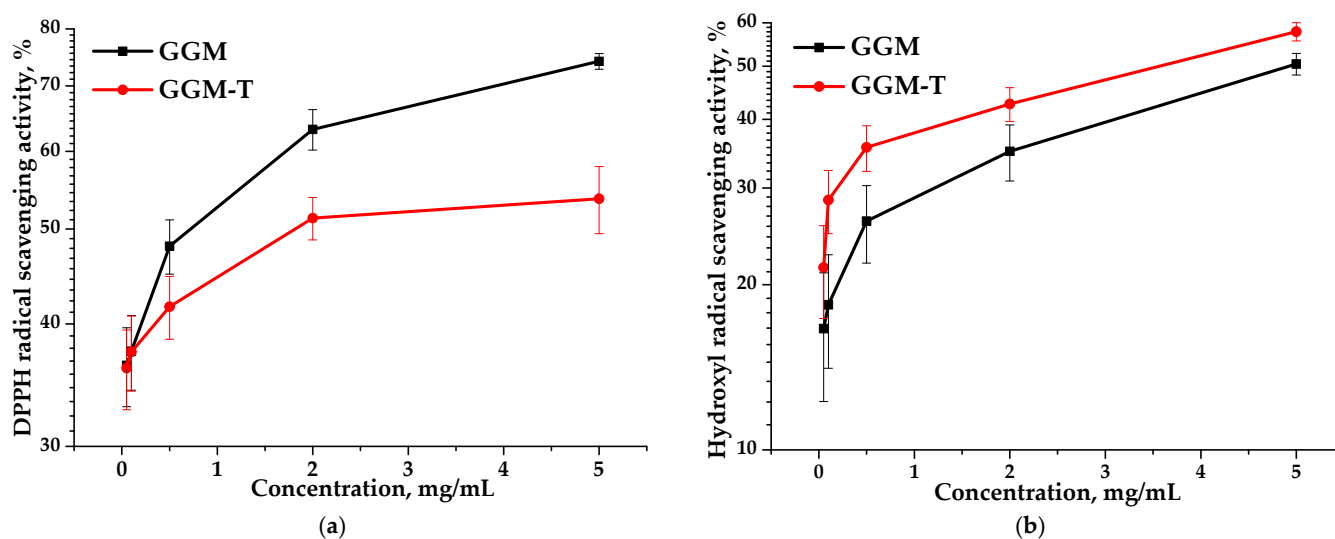 80
70
60
50
40
30
DPPH radical scavenging activity, %
GGM
GGM-T
0 1 2 3 4 5
Concentration, mg/mL
(a)
60
50
40
30
20
10
Hydroxyl radical scavenging activity, %
GGM
GGM-T
0 1 2 3 4 5
Concentration, mg/mL
(b)